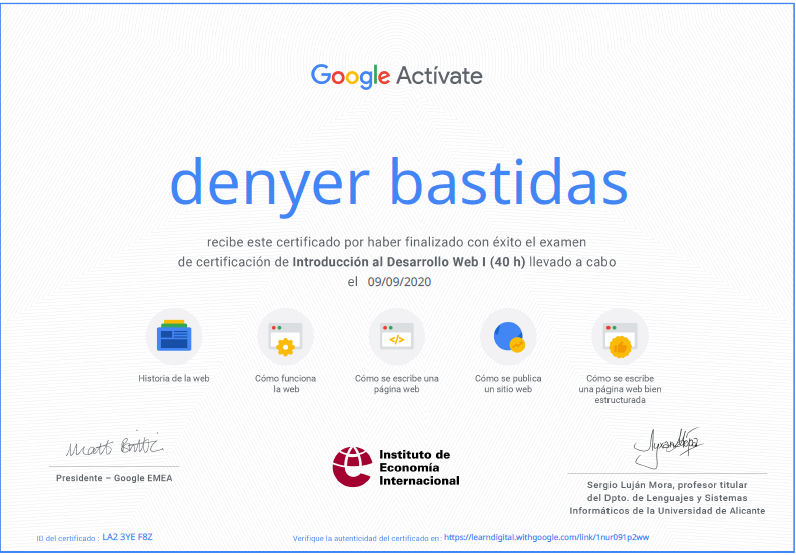 Google Actívate
denyer bastidas
recibe este certificado por haber finalizado con éxito el examen
de certificación de Introducción al Desarrollo Web I (40 h) llevado a cabo
el 09/09/2020
</>
Historia de la web
Cómo funciona
la web
Cómo se escribe una
página web
Cómo se publica
un sitio web
Cómo se escribe
una página web bien
estructurada
Presidente – Google EMEA
Instituto de
Economía
Internacional
Sergio Luján Mora, profesor titular
del Dpto. de Lenguajes y Sistemas
Informáticos de la Universidad de Alicante
ID del certificado : LA2 3YE F8Z
Verifique la autenticidad del certificado en: https://learndigital.withgoogle.com/link/1nur091p2ww